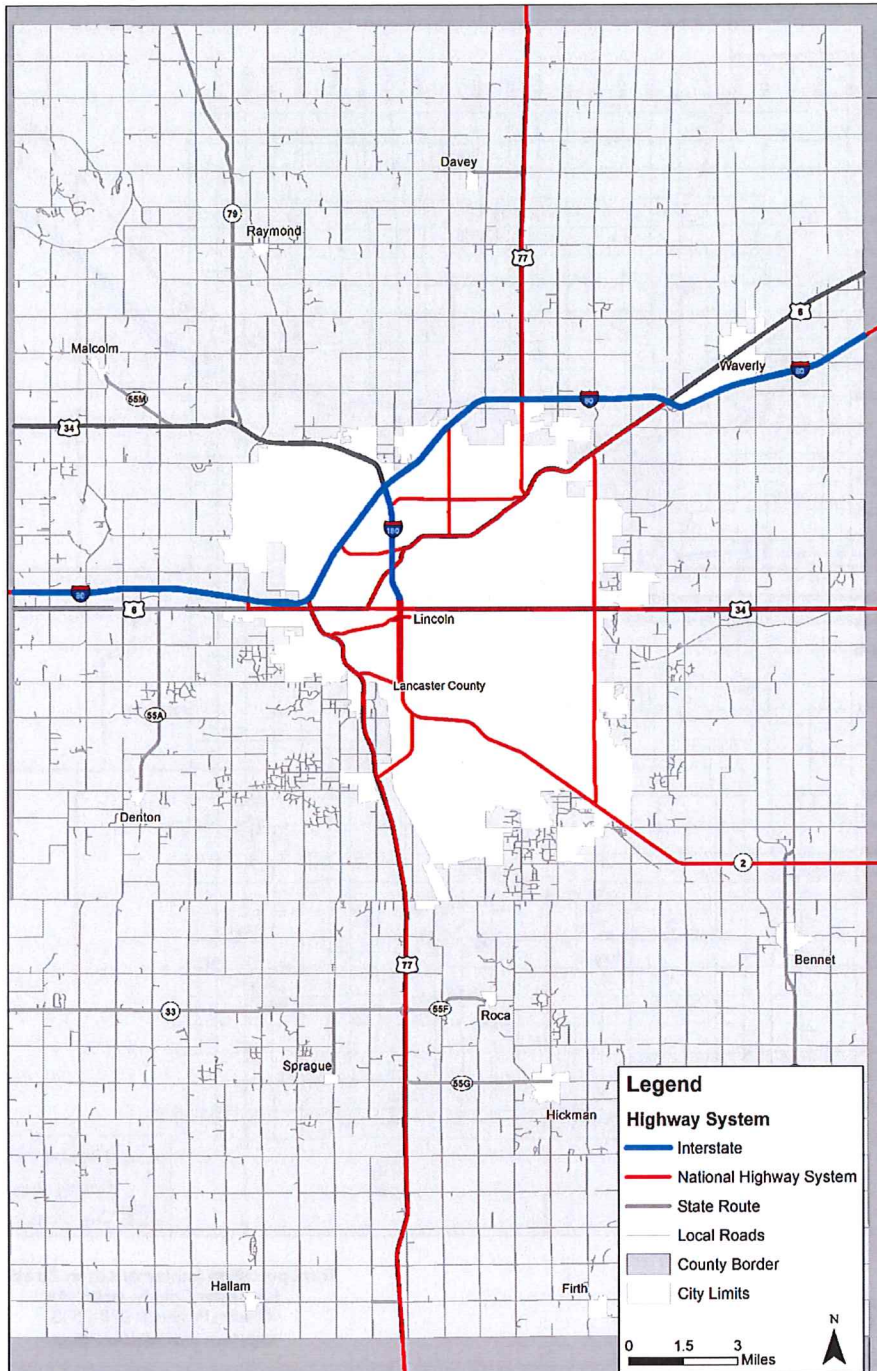 Davey
79
Raymond
77
6
Malcolm
Waverly
80
80
55M
34
180
80
6
34
Lincoln
Lancaster County
55A
Denton
2
77
Bennet
33
55F
Roca
Sprague
55G
Hickman
Legend
Highway System
Interstate
National Highway System
State Route
Local Roads
County Border
City Limits
Hallam
Firth
N
0 1.5 3
Miles